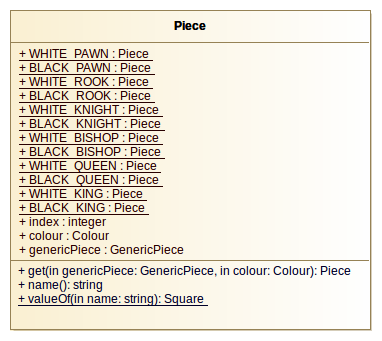 Piece
+ WHITE_PAWN : Piece
+ BLACK_PAWN : Piece
+ WHITE_ROOK : Piece
+ BLACK_ROOK : Piece
+ WHITE_KNIGHT : Piece
+ BLACK_KNIGHT : Piece
+ WHITE_BISHOP : Piece
+ BLACK_BISHOP : Piece
+ WHITE_QUEEN : Piece
+ BLACK_QUEEN : Piece
+ WHITE_KING : Piece
+ BLACK_KING : Piece
+ index : integer
+ colour : Colour
+ genericPiece : GenericPiece
+ get(in genericPiece: GenericPiece, in colour: Colour): Piece
+ name(): string
+ valueOf(in name: string): Square